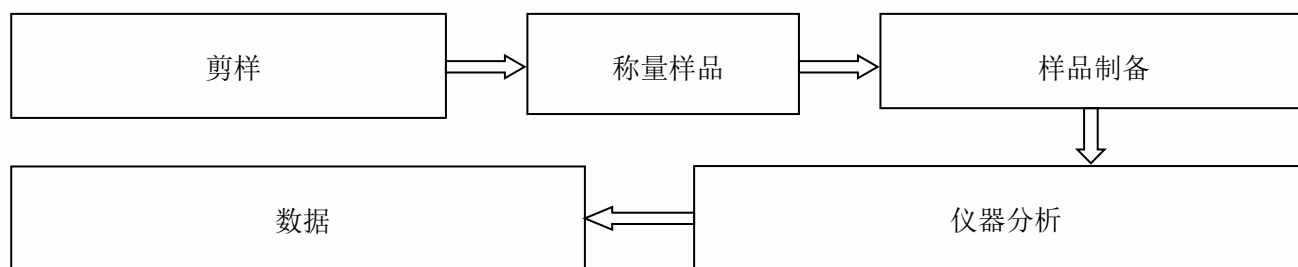 剪样
称量样品
样品制备
仪器分析
数据